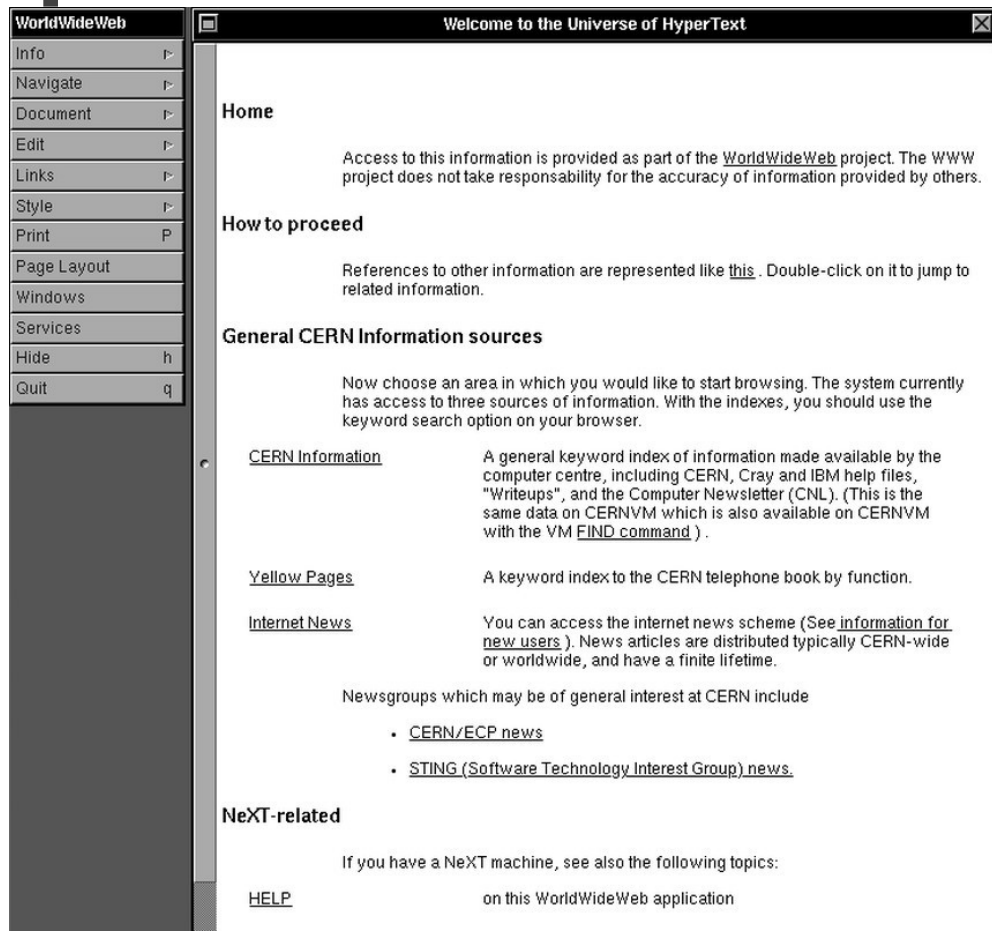 WorldWideWeb
Info
Navigate
Document
Edit
Links
Style
Print P
Page Layout
Windows
Services
Hide h
Quit q
Welcome to the Universe of HyperText
Home
Access to this information is provided as part of the WorldWideWeb project. The WWW
project does not take responsability for the accuracy of information provided by others.
How to proceed
References to other information are represented like this . Double-click on it to jump to
related information.
General CERN Information sources
Now choose an area in which you would like to start browsing. The system currently
has access to three sources of information. With the indexes, you should use the
keyword search option on your browser.
CERN Information A general keyword index of information made available by the
computer centre, including CERN, Cray and IBM help files,
"Writeups", and the Computer Newsletter (CNL). (This is the
same data on CERNVM which is also available on CERNVM
with the VM FIND command ) .
Yellow Pages A keyword index to the CERN telephone book by function.
Internet News You can access the internet news scheme (See information for
new users ). News articles are distributed typically CERN-wide
or worldwide, and have a finite lifetime.
Newsgroups which may be of general interest at CERN include
• CERN/ECP news
• STING (Software Technology Interest Group) news.
NeXT-related
If you have a NeXT machine, see also the following topics:
HELP on this WorldWideWeb application